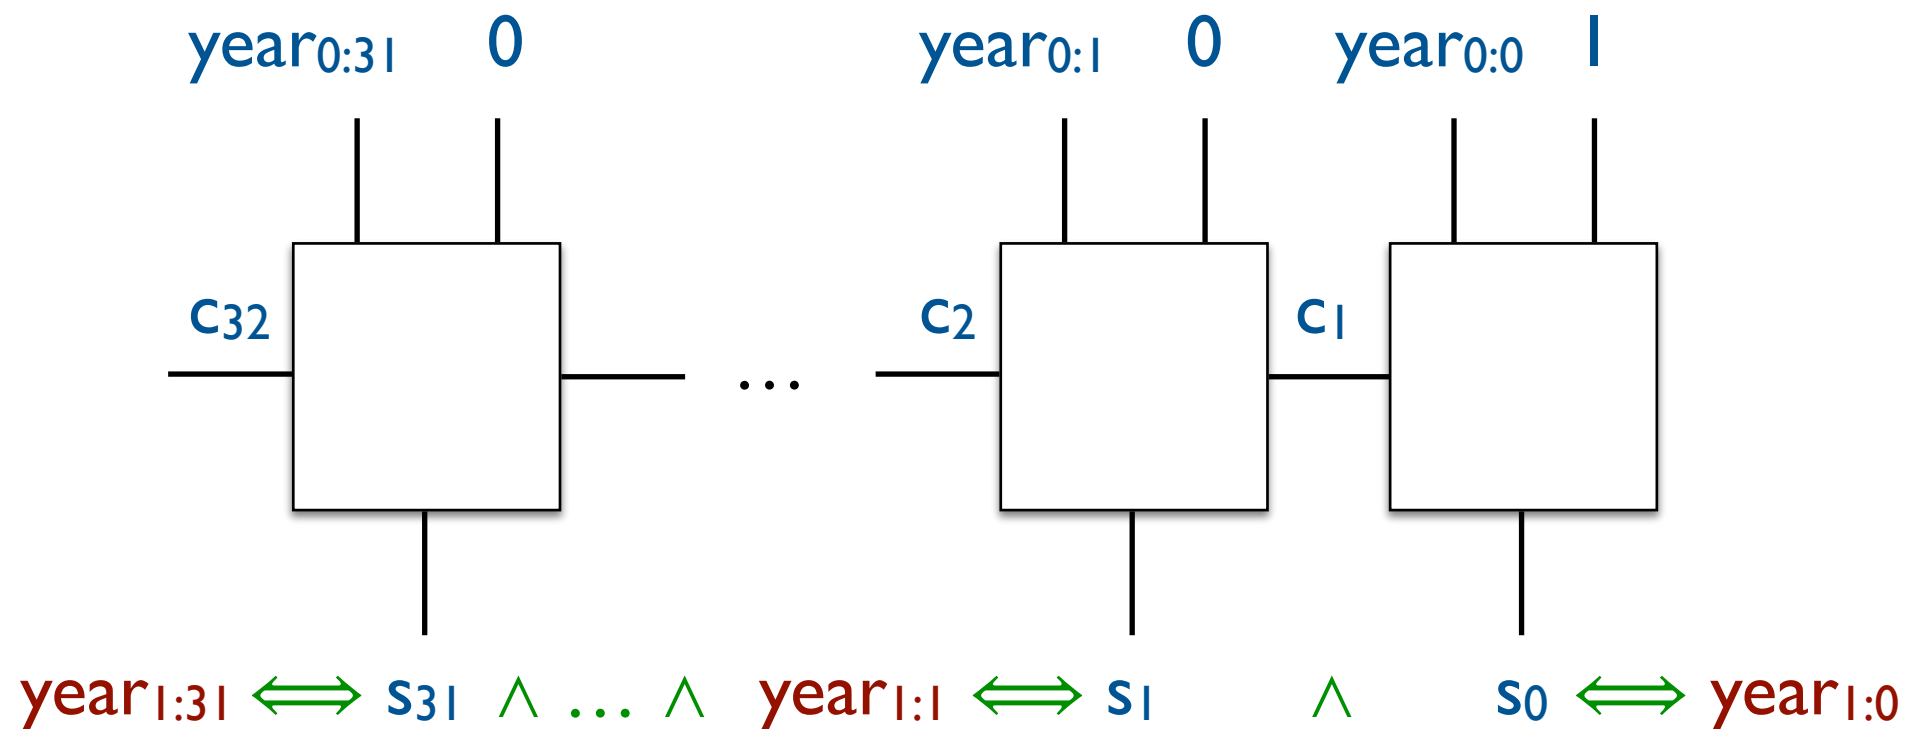 year₀:₃₁ 0 year₀:₁ 0 year₀:₀ 1
c₃₂ c₂ c₁
...
year₁:₃₁ ⟺ s₃₁ ∧ ... ∧ year₁:₁ ⟺ s₁ ∧ s₀ ⟺ year₁:₀